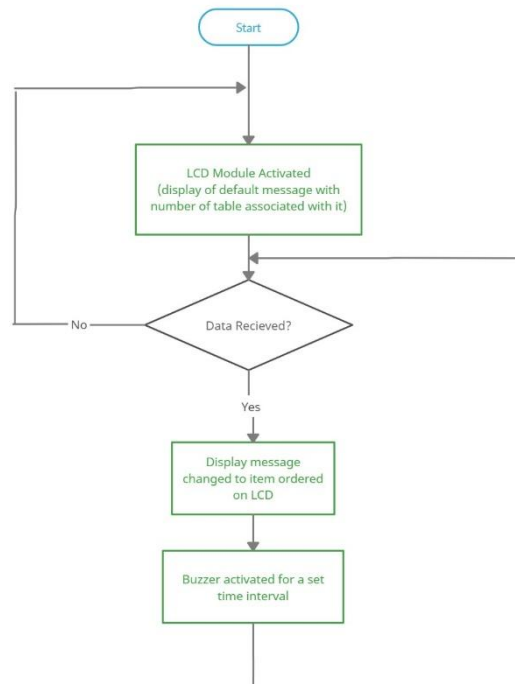 Start
LCD Module Activated
(display of default message with
number of table associated with it)
Data Recieved?
No
Yes
Display message
changed to item ordered
on LCD
Buzzer activated for a set
time interval